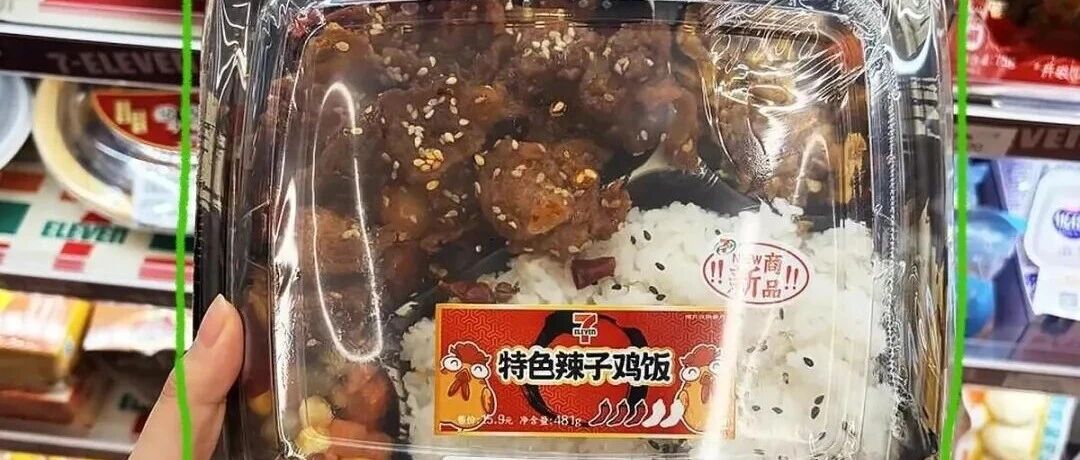 7-ELEVEN
ELEVEN
NEW商
新品
7
ELEVEN
特色辣子鸡饭
售价:15.9元 净含量:481g